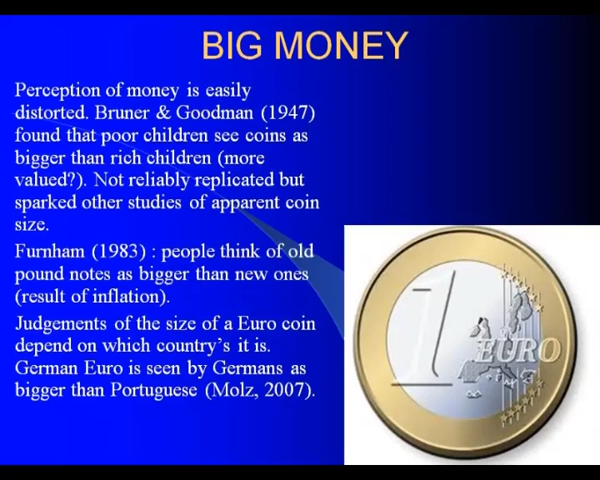 BIG MONEY
Perception of money is easily
distorted. Bruner & Goodman (1947)
found that poor children see coins as
bigger than rich children (more
valued?). Not reliably replicated but
sparked other studies of apparent coin
size.
Furnham (1983) : people think of old
pound notes as bigger than new ones
(result of inflation).
Judgements of the size of a Euro coin
depend on which country's it is.
German Euro is seen by Germans as
bigger than Portuguese (Molz, 2007).
1 EURO